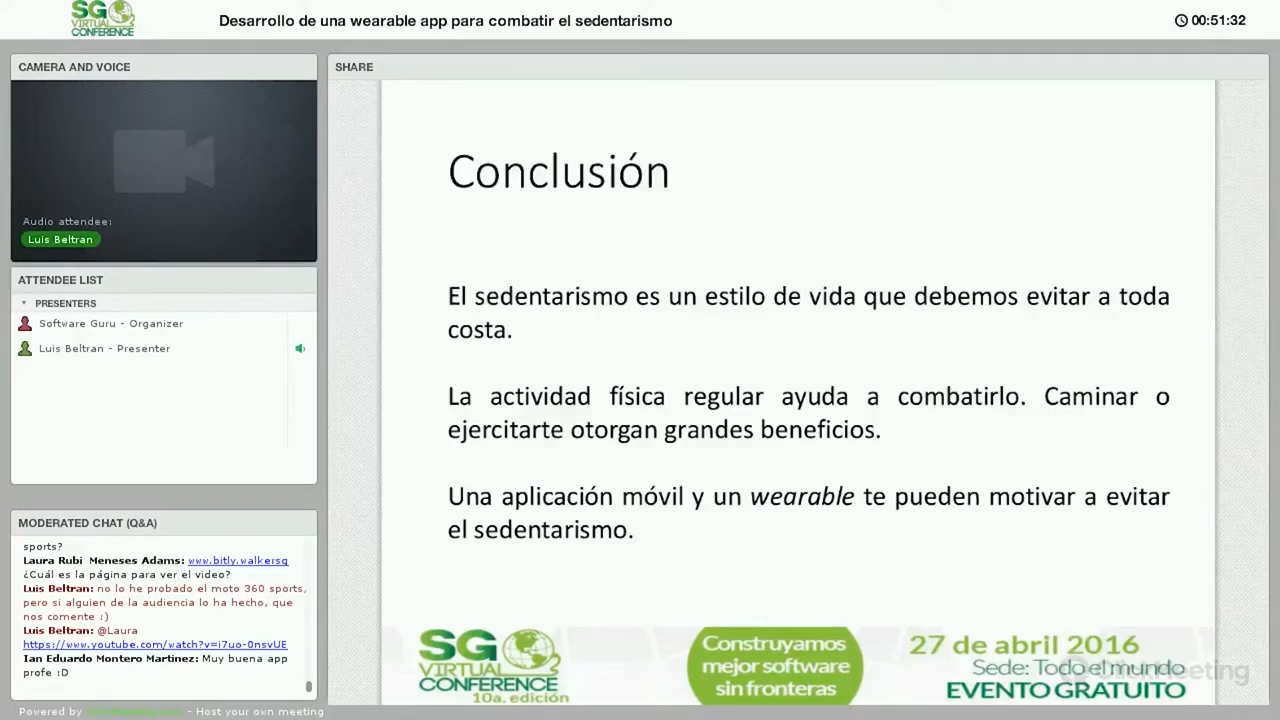 SG
VIRTUAL
CONFERENCE
Desarrollo de una wearable app para combatir el sedentarismo
00:51:32
CAMERA AND VOICE
Audio attendee:
Luis Beltran
ATTENDEE LIST
PRESENTERS
Software Guru - Organizer
Luis Beltran - Presenter
MODERATED CHAT (Q&A)
sports?
Laura Rubi Meneses Adams: www.bitly.walkersg
¿Cuál es la página para ver el video?
Luis Beltran: no lo he probado el moto 360 sports,
pero si alguien de la audiencia lo ha hecho, que
nos comente :)
Luis Beltran: @Laura
https://www.youtube.com/watch?v=i7uo-0nsvUE
Ian Eduardo Montero Martinez: Muy buena app
profe :D
SHARE
Conclusión
El sedentarismo es un estilo de vida que debemos evitar a toda
costa.
La actividad física regular ayuda a combatirlo. Caminar o
ejercitarte otorgan grandes beneficios.
Una aplicación móvil y un wearable te pueden motivar a evitar
el sedentarismo.
SG
VIRTUAL
CONFERENCE
10a. edición
Construyamos
mejor software
sin fronteras
27 de abril 2016
Sede: Todo el mundo
EVENTO GRATUITO
ClickMeeting
Powered by ClickMeeting.com - Host your own meeting